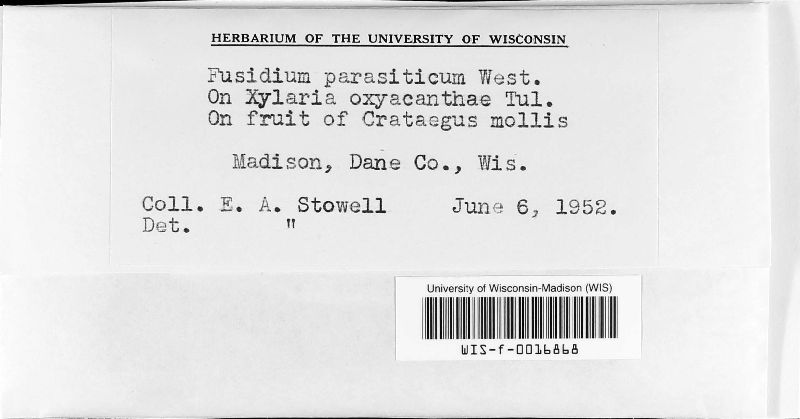 HERBARIUM OF THE UNIVERSITY OF WISCONSIN
Fusidium parasiticum West.
On Xylaria oxyacanthae Tul.
On fruit of Crataegus mollis
Madison, Dane Co., Wis.
Coll. E. A. Stowell June 6, 1952.
Det. "
University of Wisconsin-Madison (WIS)
WIS-f-0016868